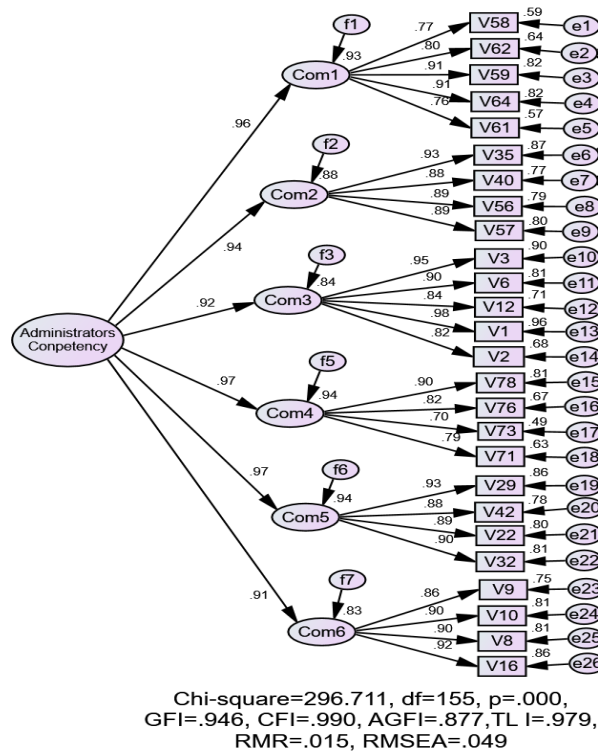 f1
.59
V58
e1
.77
.93
.64
V62
e2
.80
Com1
.91
V59
.82
e3
.91
V64
.82
e4
.76
V61
.57
e5
.96
f2
V35
.87
e6
.93
.88
.88
V40
.77
e7
Com2
.89
V56
.79
e8
.89
V57
.80
e9
.94
f3
.95
V3
.90
e10
.84
.90
V6
.81
e11
Com3
.84
V12
.71
e12
.92
.98
V1
.96
e13
.82
V2
.68
e14
Administrators
Conpetency
f5
.90
V78
.81
e15
.97
.94
.82
V76
.67
e16
Com4
.70
V73
.49
e17
.79
V71
.63
e18
f6
.93
V29
.86
e19
.97
.94
.88
V42
.78
e20
Com5
.89
V22
.80
e21
.90
V32
.81
e22
f7
.86
V9
.75
e23
.91
.83
.90
V10
.81
e24
Com6
.90
V8
.81
e25
.92
V16
.86
e26
Chi-square=296.711, df=155, p=.000,
GFI=.946, CFI=.990, AGFI=.877,TL I=.979,
RMR=.015, RMSEA=.049